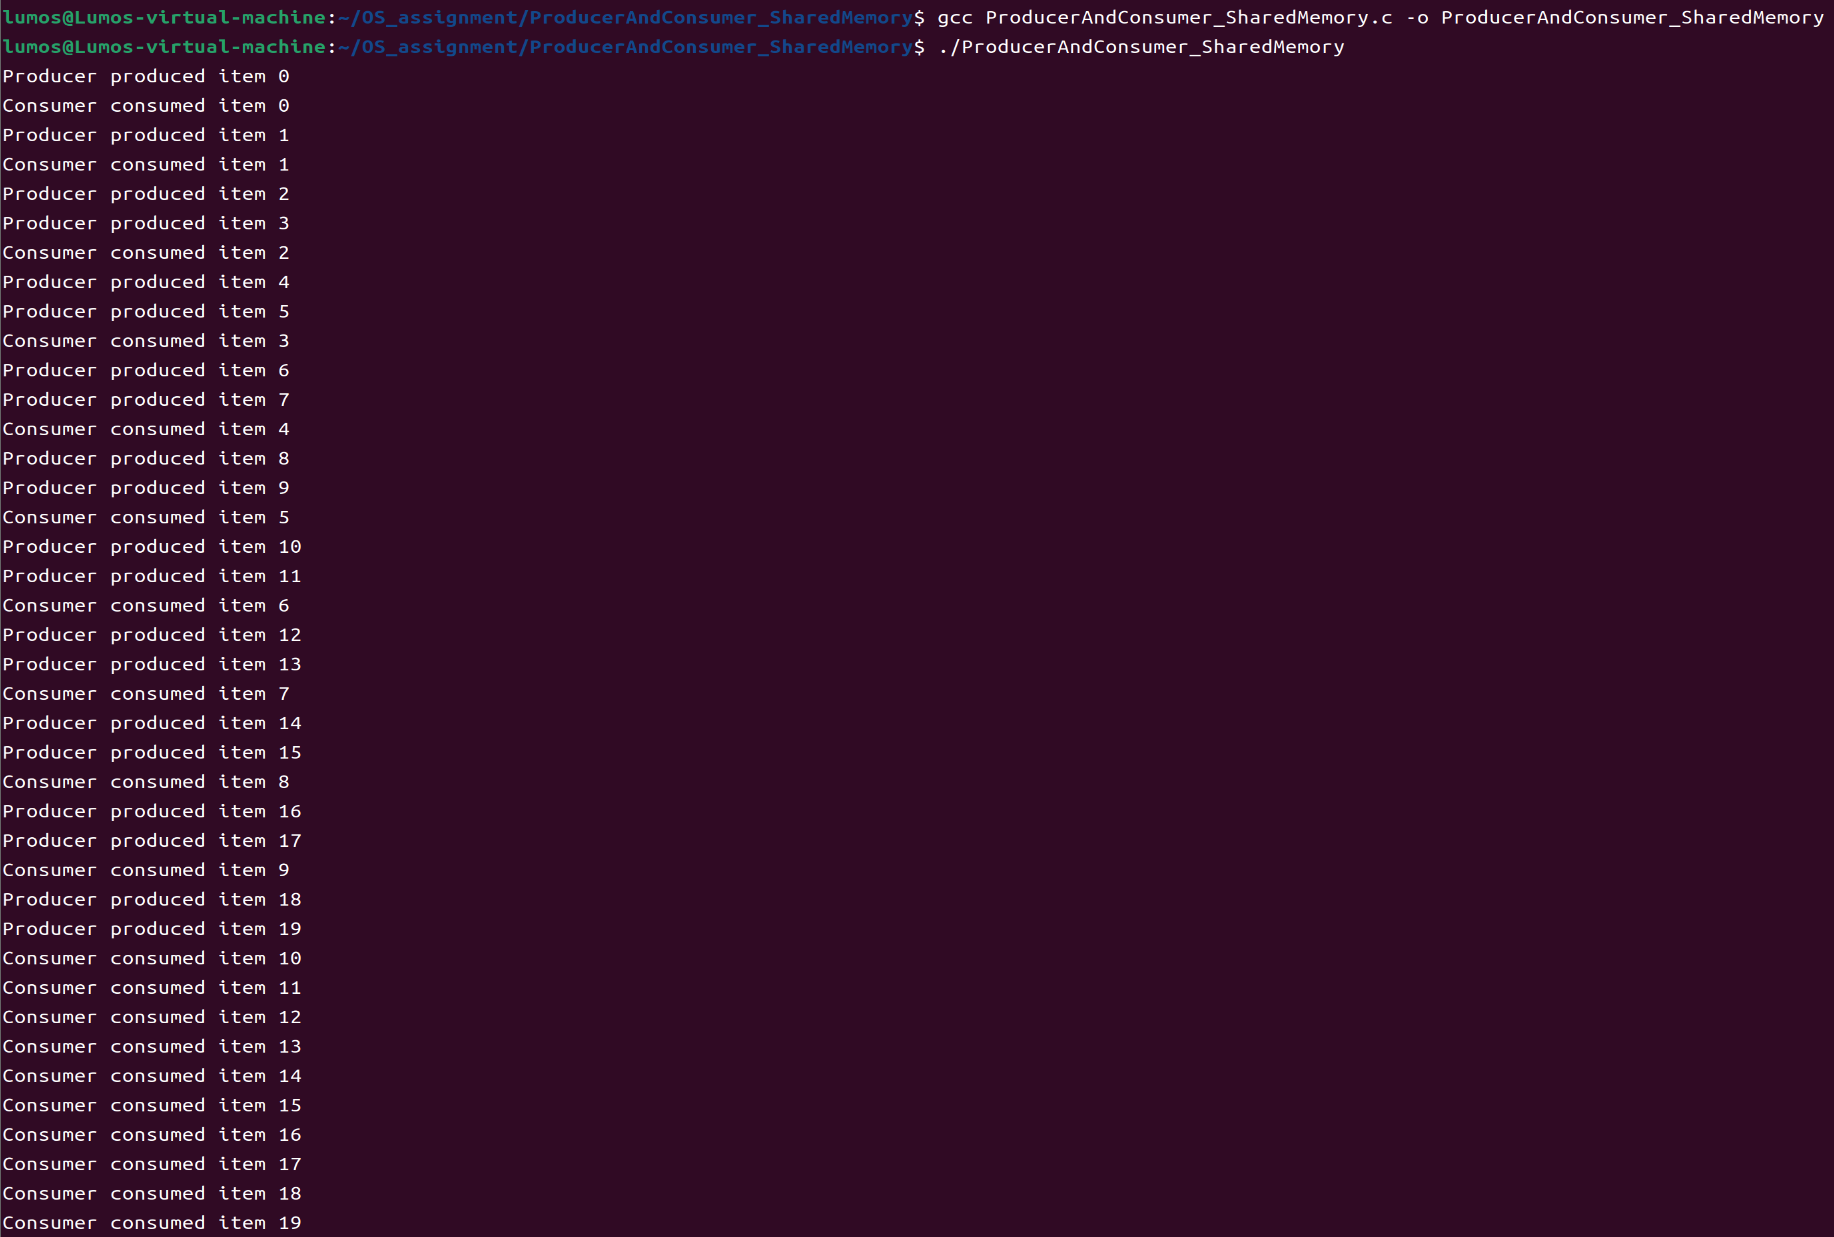 lumos@Lumos-virtual-machine:~/OS_assignment/ProducerAndConsumer_SharedMemory$ gcc ProducerAndConsumer_SharedMemory.c -o ProducerAndConsumer_SharedMemory
lumos@Lumos-virtual-machine:~/OS_assignment/ProducerAndConsumer_SharedMemory$ ./ProducerAndConsumer_SharedMemory
Producer produced item 0
Consumer consumed item 0
Producer produced item 1
Consumer consumed item 1
Producer produced item 2
Producer produced item 3
Consumer consumed item 2
Producer produced item 4
Producer produced item 5
Consumer consumed item 3
Producer produced item 6
Producer produced item 7
Consumer consumed item 4
Producer produced item 8
Producer produced item 9
Consumer consumed item 5
Producer produced item 10
Producer produced item 11
Consumer consumed item 6
Producer produced item 12
Producer produced item 13
Consumer consumed item 7
Producer produced item 14
Producer produced item 15
Consumer consumed item 8
Producer produced item 16
Producer produced item 17
Consumer consumed item 9
Producer produced item 18
Producer produced item 19
Consumer consumed item 10
Consumer consumed item 11
Consumer consumed item 12
Consumer consumed item 13
Consumer consumed item 14
Consumer consumed item 15
Consumer consumed item 16
Consumer consumed item 17
Consumer consumed item 18
Consumer consumed item 19